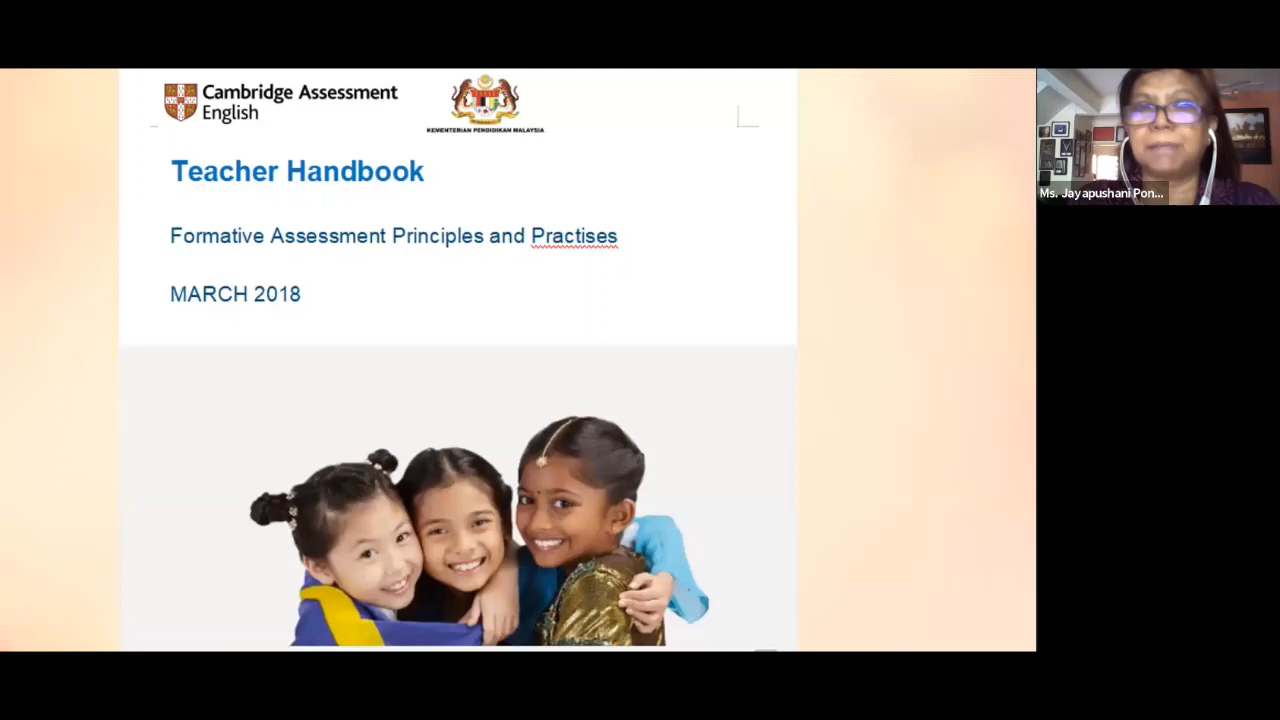 Cambridge Assessment
English
KEMENTERIAN PENDIDIKAN MALAYSIA
Teacher Handbook
Formative Assessment Principles and Practises
MARCH 2018
Ms. Jayapushani Pon...